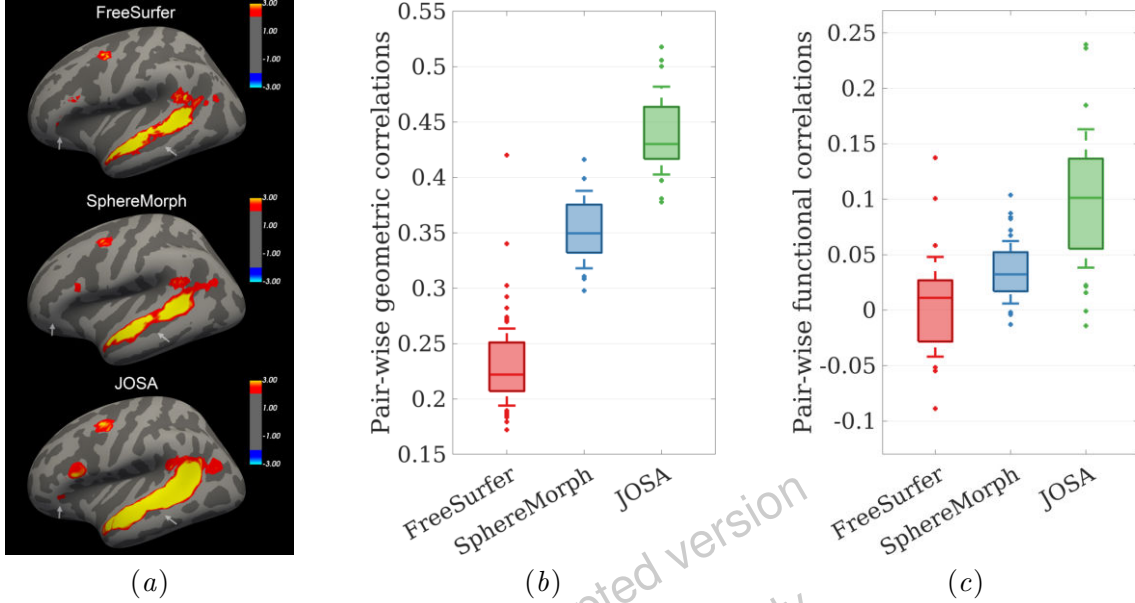 FreeSurfer
3.00
1.00
-1.00
-3.00
SphereMorph
3.00
1.00
-1.00
-3.00
JOSA
3.00
1.00
-1.00
-3.00
(a)
Pair-wise geometric correlations
0.55
0.5
0.45
0.4
0.35
0.3
0.25
0.2
0.15
FreeSurfer
SphereMorph
JOSA
(b)
Pair-wise functional correlations
0.25
0.2
0.15
0.1
0.05
0
-0.05
-0.1
FreeSurfer
SphereMorph
JOSA
(c)
version